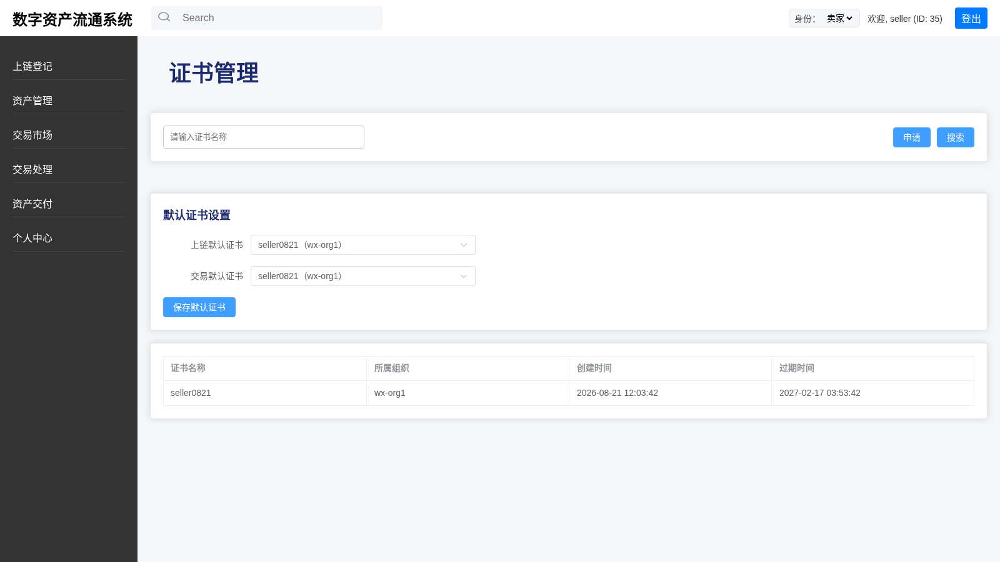 数字资产流通系统
Search
身份： 卖家
欢迎, seller (ID: 35)
登出
上链登记
资产管理
交易市场
交易处理
资产交付
个人中心
证书管理
请输入证书名称
申请
搜索
默认证书设置
上链默认证书 seller0821（wx-org1）
交易默认证书 seller0821（wx-org1）
保存默认证书
证书名称 所属组织 创建时间 过期时间
seller0821 wx-org1 2026-08-21 12:03:42 2027-02-17 03:53:42